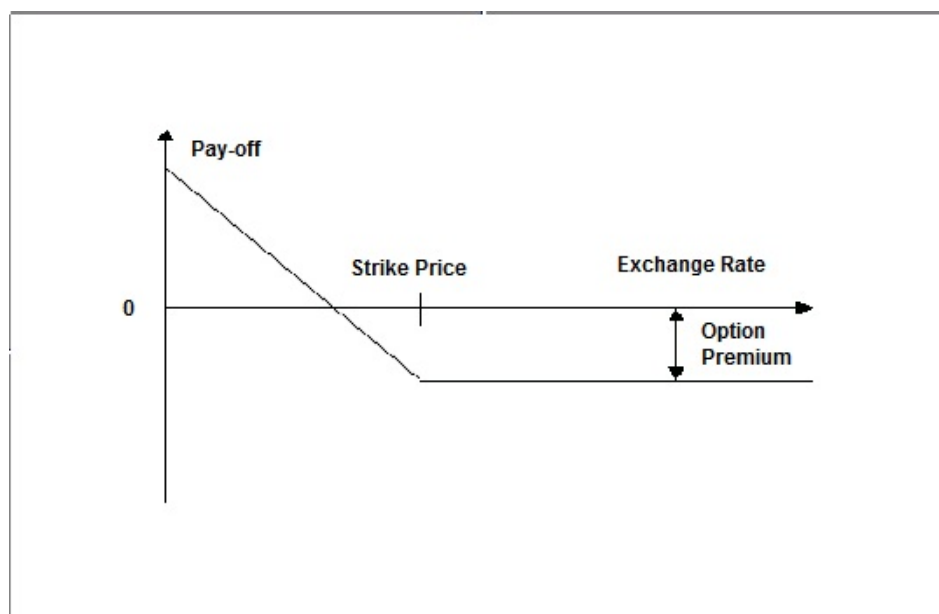 Pay-off
Strike Price
Exchange Rate
0
Option
Premium